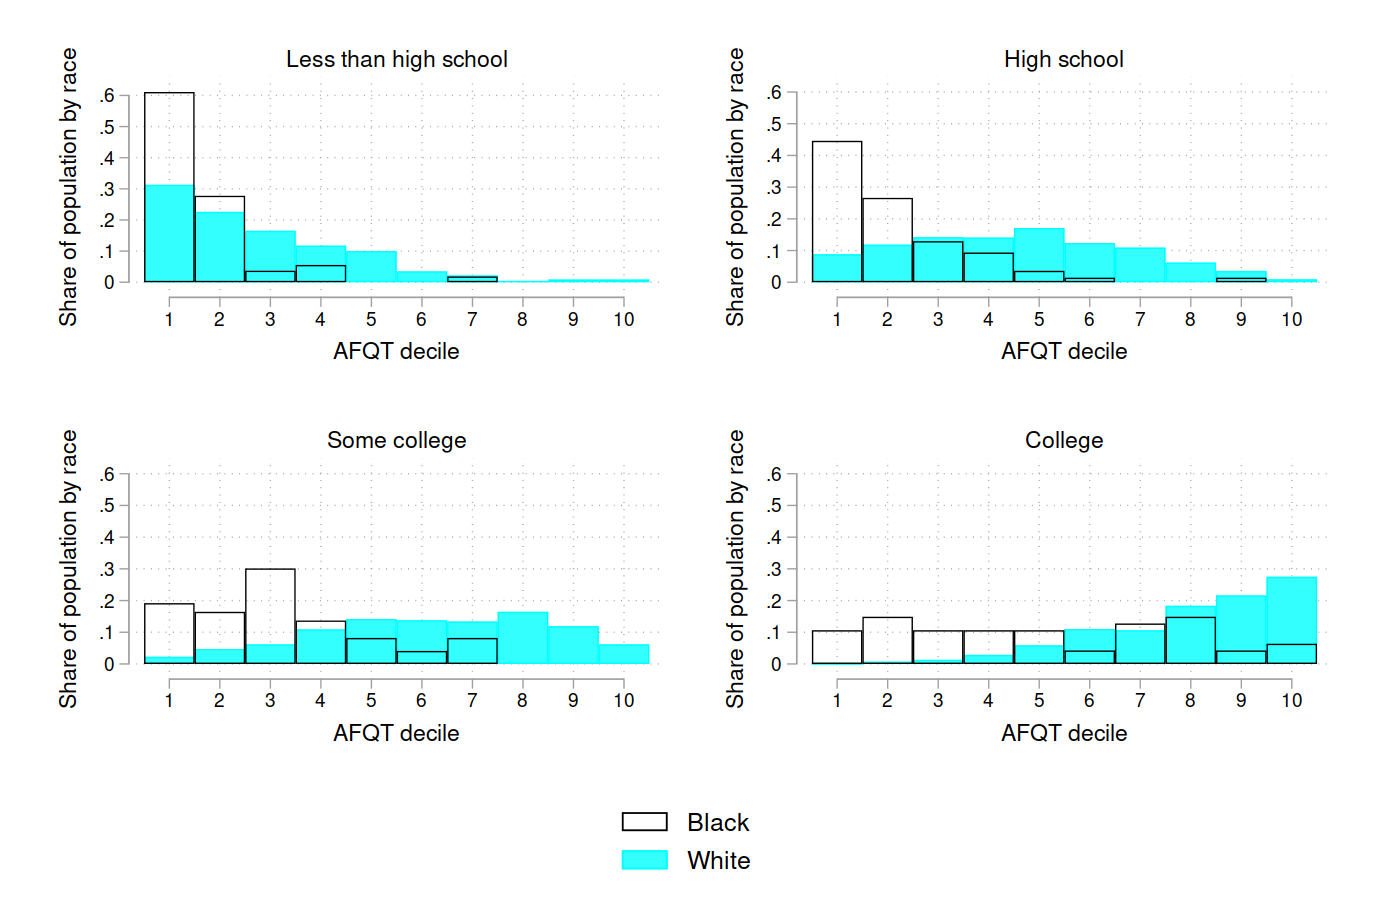 Less than high school
Share of population by race
.6
.5
.4
.3
.2
.1
0
1 2 3 4 5 6 7 8 9 10
AFQT decile
High school
Share of population by race
.6
.5
.4
.3
.2
.1
0
1 2 3 4 5 6 7 8 9 10
AFQT decile
Some college
Share of population by race
.6
.5
.4
.3
.2
.1
0
1 2 3 4 5 6 7 8 9 10
AFQT decile
College
Share of population by race
.6
.5
.4
.3
.2
.1
0
1 2 3 4 5 6 7 8 9 10
AFQT decile
Black
White